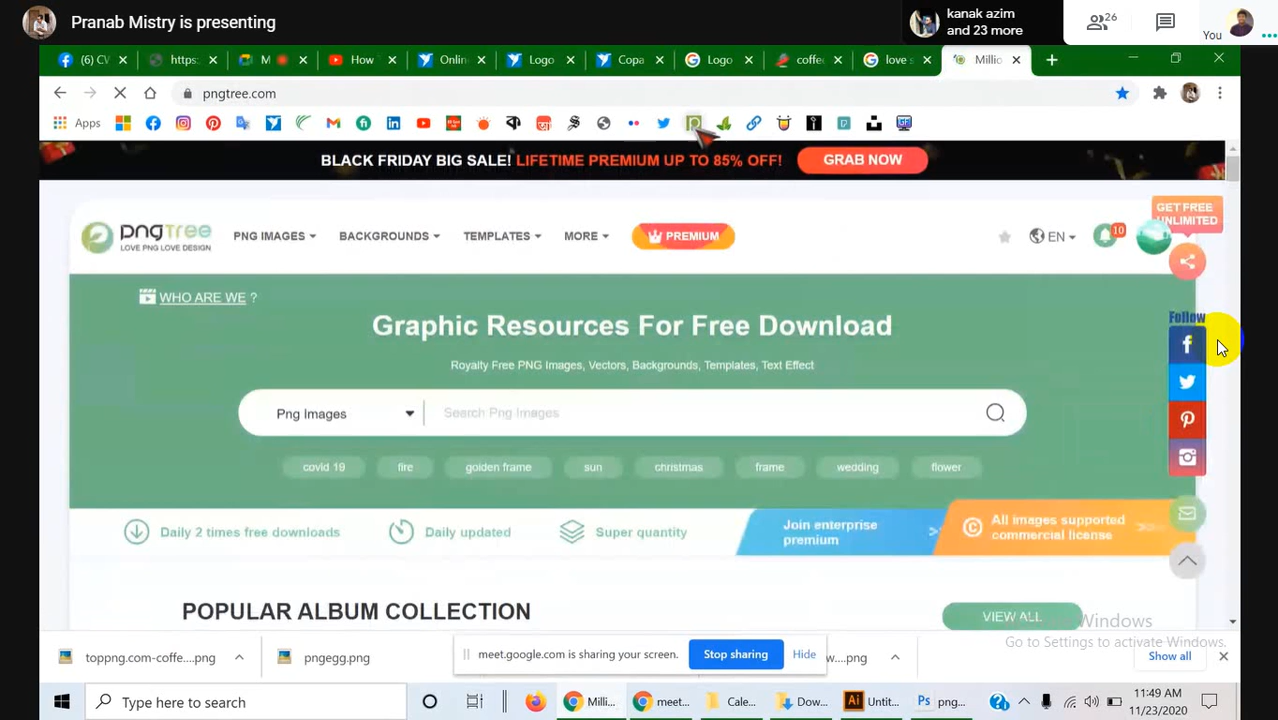 Pranab Mistry is presenting
kanak azim
and 23 more
26
You
(6) CV
https:
M
How
Onlin
Logo
Copa
Logo
coffe
love s
Millio
pngtree.com
Apps
BLACK FRIDAY BIG SALE! LIFETIME PREMIUM UP TO 85% OFF!
GRAB NOW
GET FREE
UNLIMITED
pngtree
LOVE PNG LOVE DESIGN
PNG IMAGES
BACKGROUNDS
TEMPLATES
MORE
PREMIUM
EN
10
WHO ARE WE ?
Follow
Graphic Resources For Free Download
Royalty Free PNG Images, Vectors, Backgrounds, Templates, Text Effect
Png Images
Search Png Images
covid 19
fire
golden frame
sun
christmas
frame
wedding
flower
Daily 2 times free downloads
Daily updated
Super quantity
Join enterprise
premium
>>
All images supported
commercial license
POPULAR ALBUM COLLECTION
VIEW ALL
Windows
Go to Settings to activate Windows.
toppng.com-coffe....png
pngegg.png
meet.google.com is sharing your screen.
Stop sharing
Hide
w....png
Show all
Type here to search
Milli...
meet...
Cale...
Dow...
Untit...
png...
11:49 AM
11/23/2020